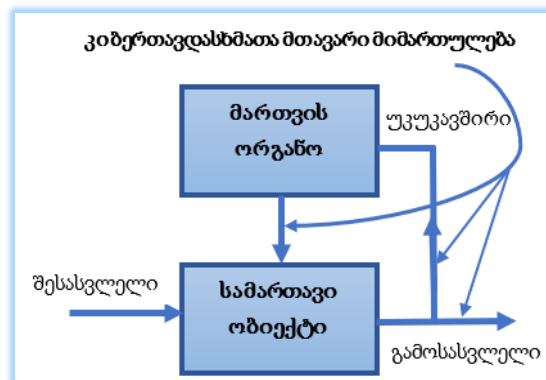 კიბერთავდასხმათა მთავარი მიმართულება
მართვის
ორგანო
უკუკავშირი
შესასვლელი
სამართავი
ობიექტი
გამოსასვლელი